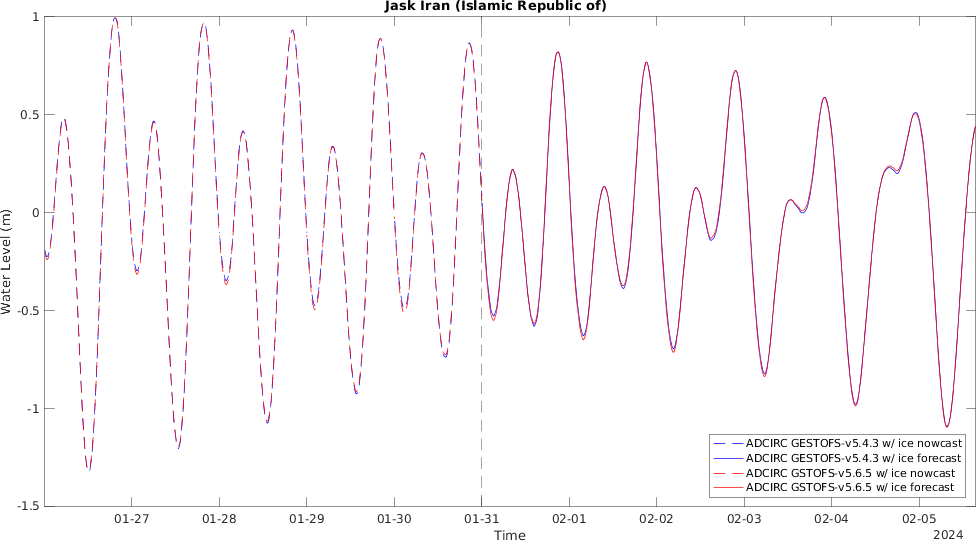 Jask Iran (Islamic Republic of)
1
0.5
0
-0.5
-1
-1.5
Water Level (m)
ADCIRC GESTOFS-v5.4.3 w/ ice nowcast
ADCIRC GESTOFS-v5.4.3 w/ ice forecast
ADCIRC GSTOFS-v5.6.5 w/ ice nowcast
ADCIRC GSTOFS-v5.6.5 w/ ice forecast
01-27 01-28 01-29 01-30 01-31 02-01 02-02 02-03 02-04 02-05
Time
2024